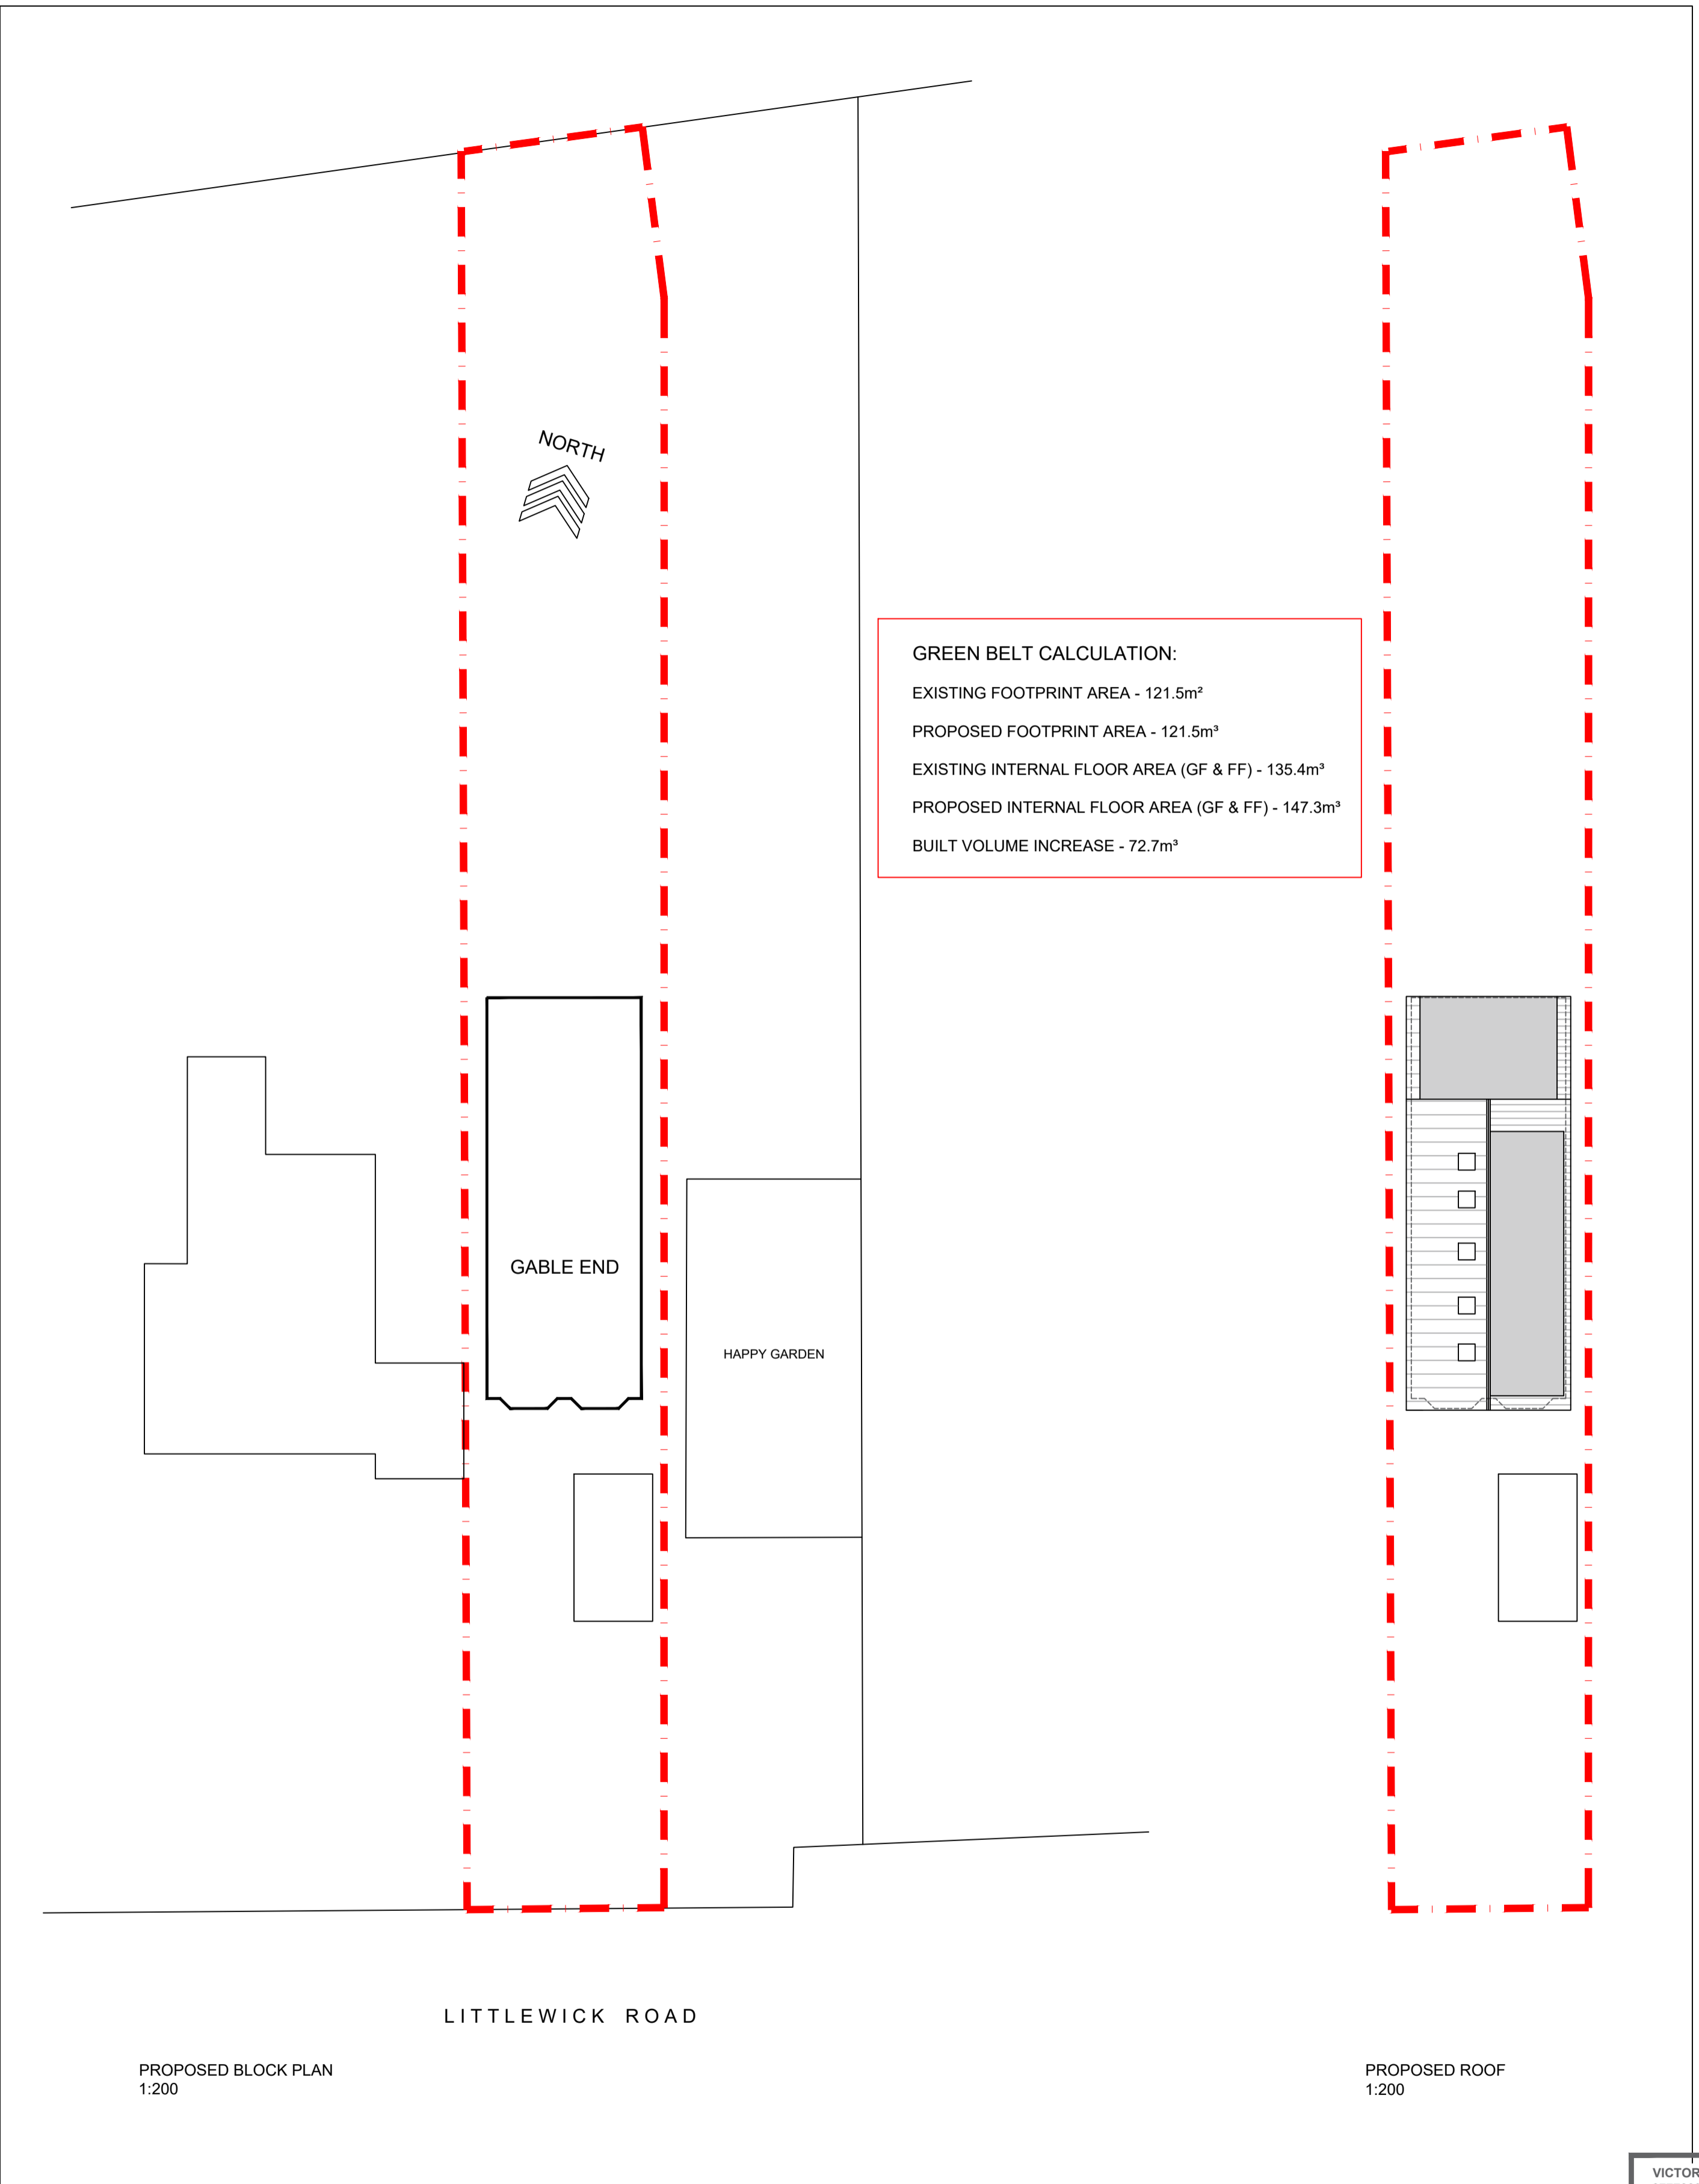 NORTH
GREEN BELT CALCULATION:
EXISTING FOOTPRINT AREA - 121.5m²
PROPOSED FOOTPRINT AREA - 121.5m³
EXISTING INTERNAL FLOOR AREA (GF & FF) - 135.4m³
PROPOSED INTERNAL FLOOR AREA (GF & FF) - 147.3m³
BUILT VOLUME INCREASE - 72.7m³
GABLE END
HAPPY GARDEN
LITTLEWICK ROAD
PROPOSED BLOCK PLAN
1:200
PROPOSED ROOF
1:200
VICTOR